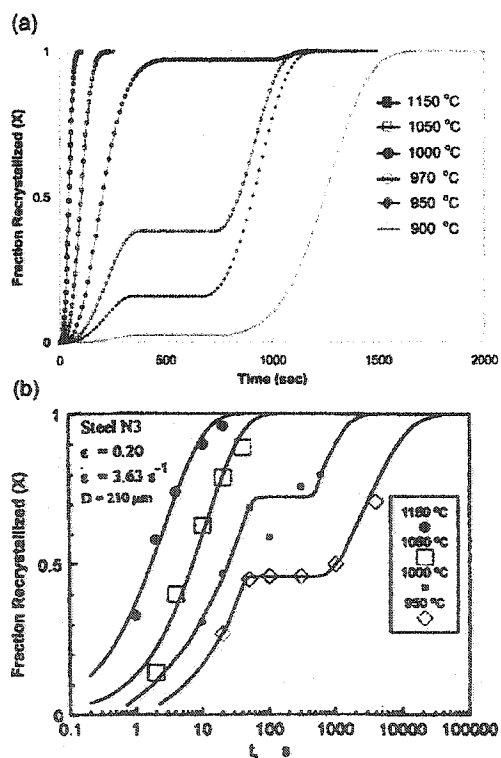 (a)
1
Fraction Recrystallized (X)
0.5
0
0
500
1000
1500
2000
Time (sec)
1150 °C
1050 °C
1000 °C
970 °C
850 °C
900 °C
(b)
1
Fraction Recrystallized (X)
0.5
0
Steel N3
ε = 0.20
ε̇ = 3.63 s⁻¹
D = 210 µm
1150 °C
1050 °C
1000 °C
950 °C
0.1
1
10
100
1000
10000
100000
t, s